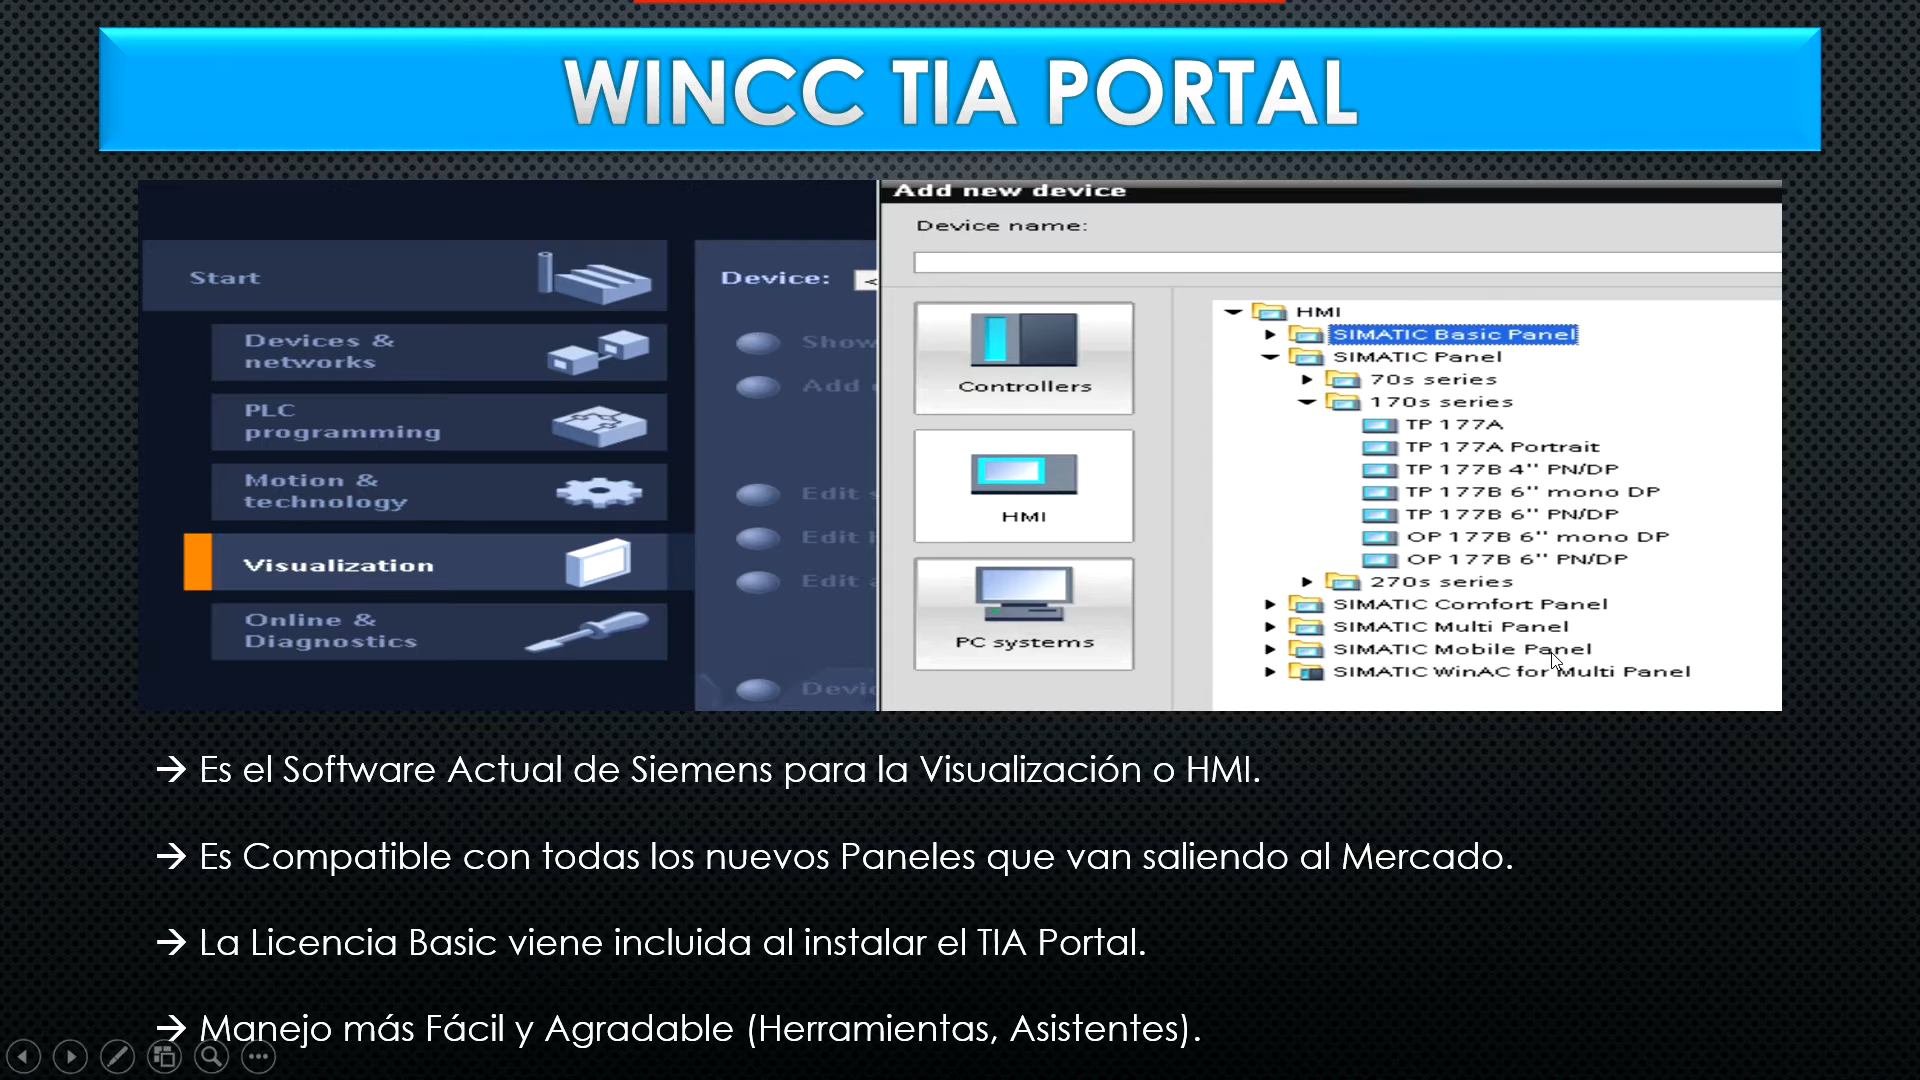 WINCC TIA PORTAL
Start
Devices &
networks
PLC
programming
Motion &
technology
Visualization
Online &
Diagnostics
Device:
<
Show
Add
Edit
Edit
Edit
Devic
Add new device
Device name:
Controllers
HMI
PC systems
HMI
SIMATIC Basic Panel
SIMATIC Panel
70s series
170s series
TP 177A
TP 177A Portrait
TP 177B 4'' PN/DP
TP 177B 6'' mono DP
TP 177B 6'' PN/DP
OP 177B 6'' mono DP
OP 177B 6'' PN/DP
270s series
SIMATIC Comfort Panel
SIMATIC Multi Panel
SIMATIC Mobile Panel
SIMATIC WinAC for Multi Panel
→ Es el Software Actual de Siemens para la Visualización o HMI.
→ Es Compatible con todas los nuevos Paneles que van saliendo al Mercado.
→ La Licencia Basic viene incluida al instalar el TIA Portal.
→ Manejo más Fácil y Agradable (Herramientas, Asistentes).